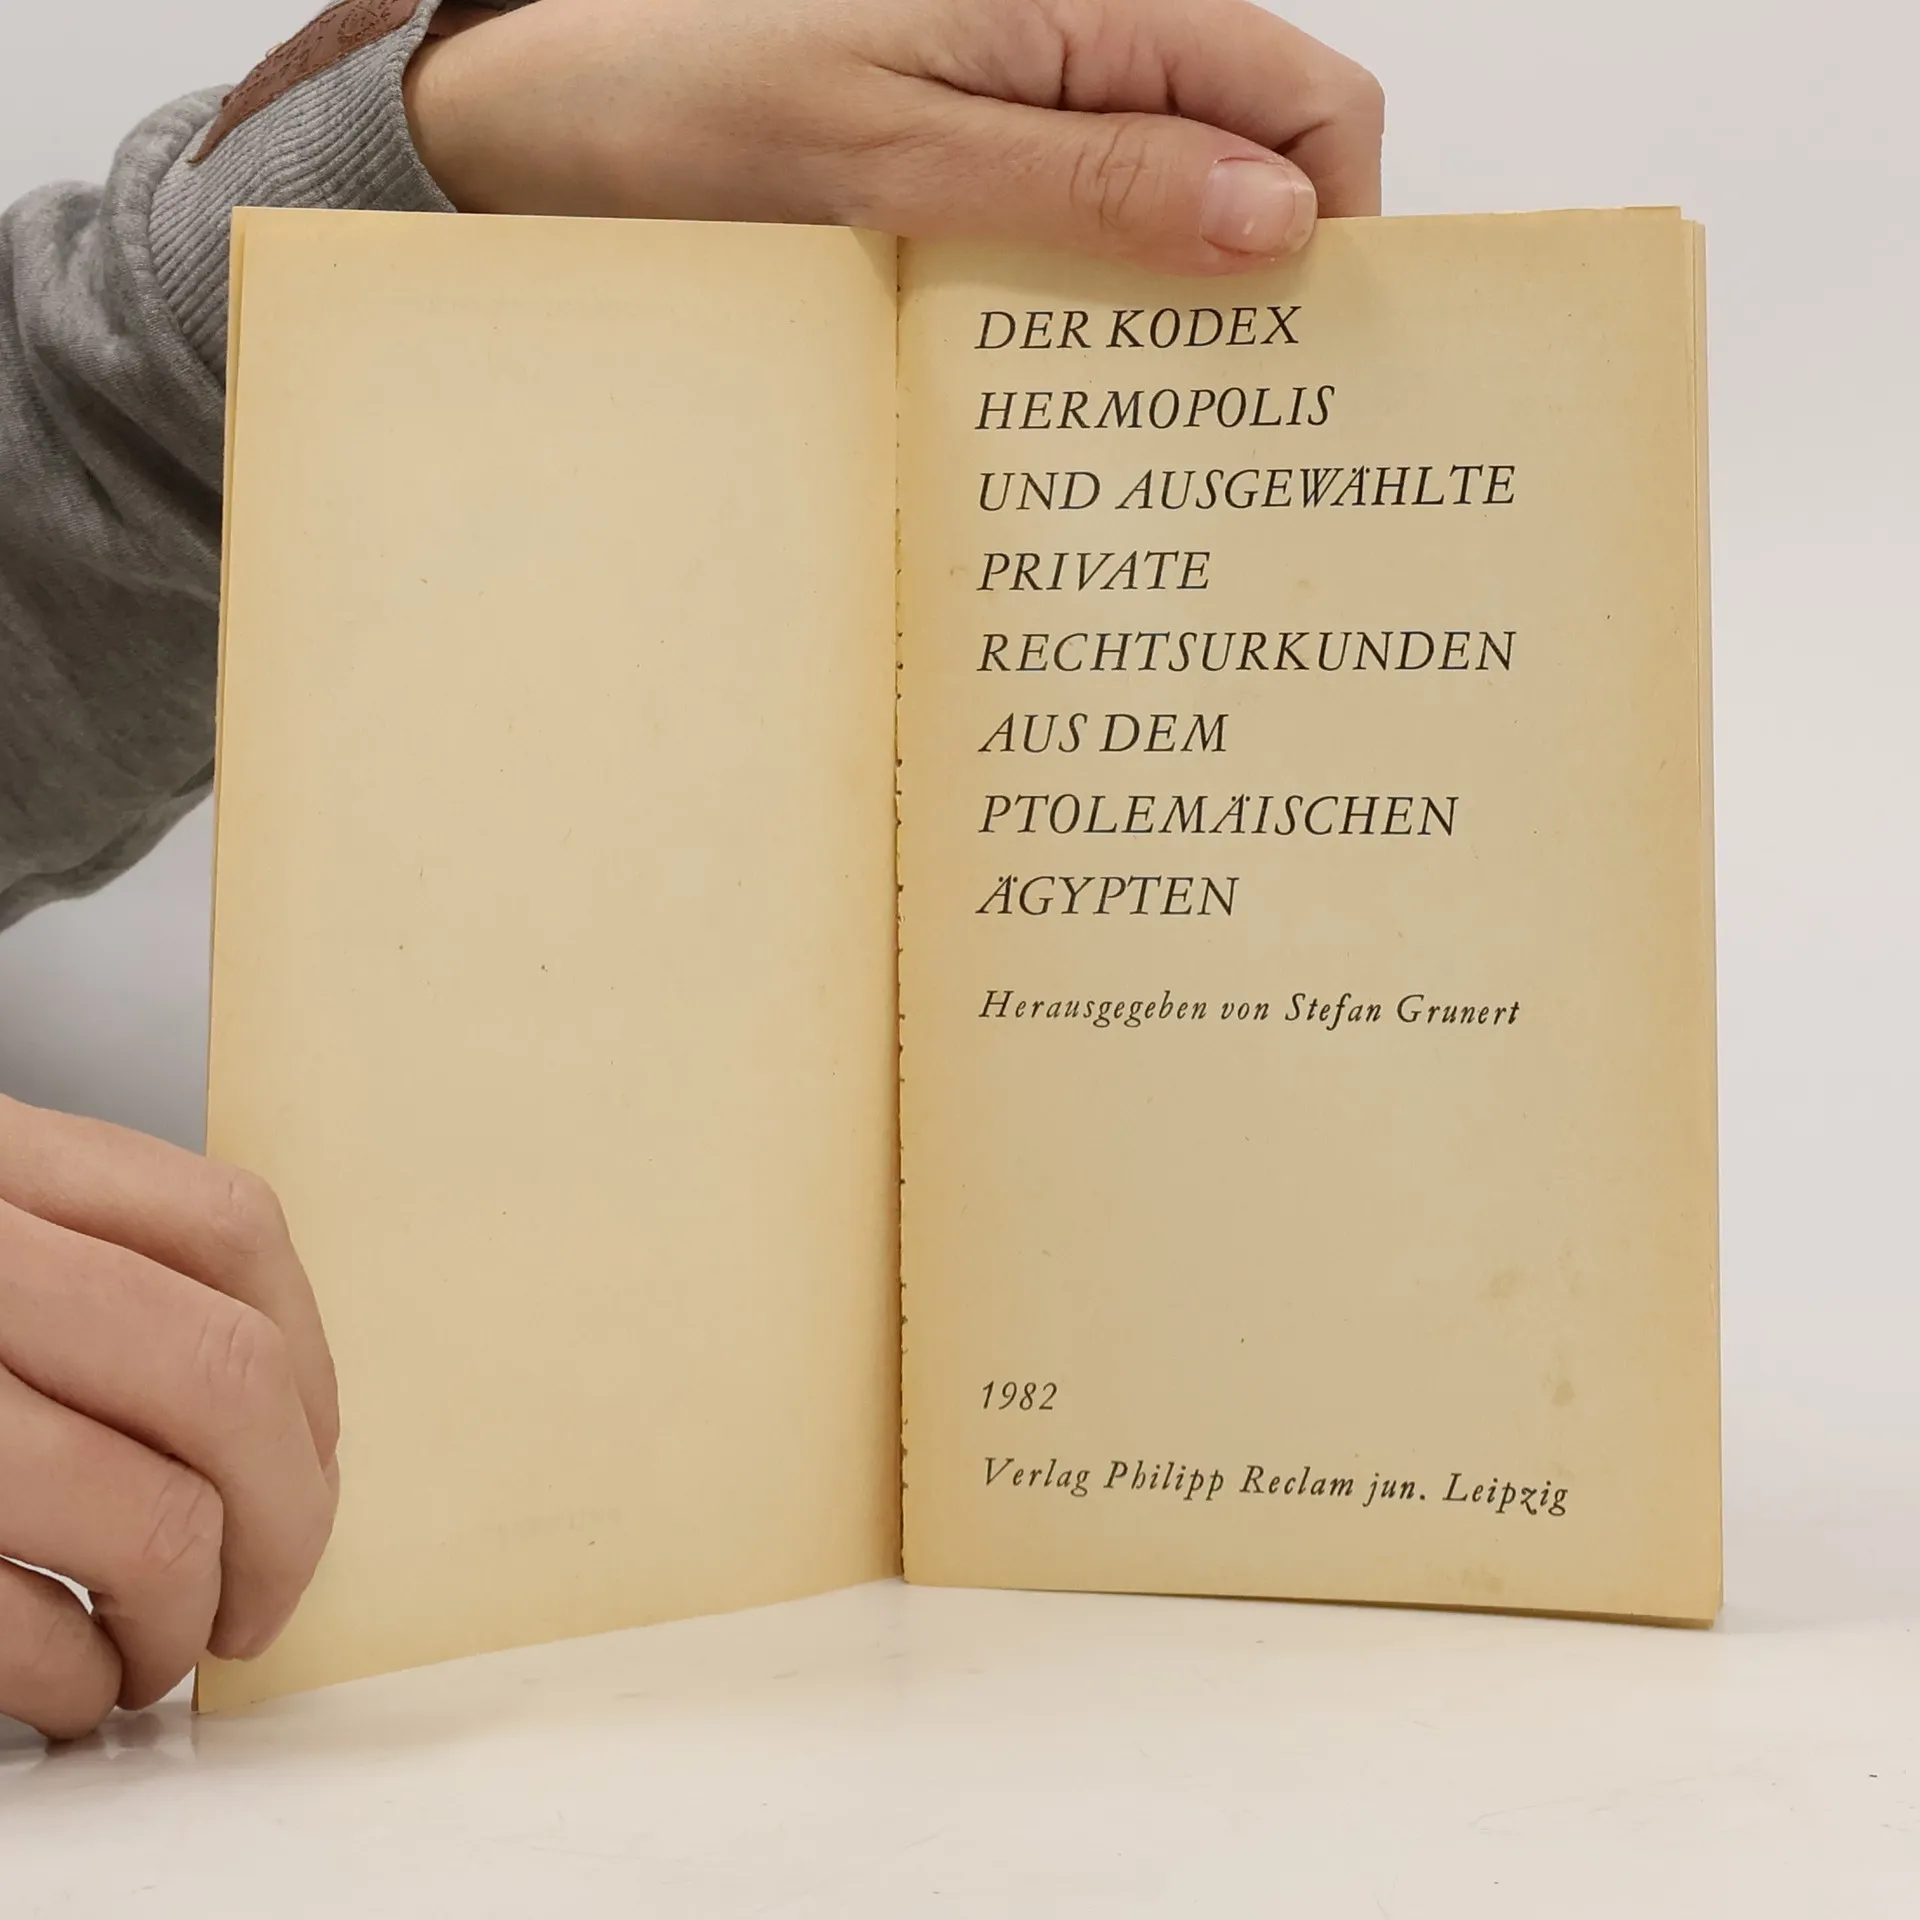 DER KODEX
HERMOPOLIS
UND AUSGEWÄHLTE
PRIVATE
RECHTSURKUNDEN
AUS DEM
PTOLEMÄISCHEN
ÄGYPTEN
Herausgegeben von Stefan Grunert
1982
Verlag Philipp Reclam jun. Leipzig